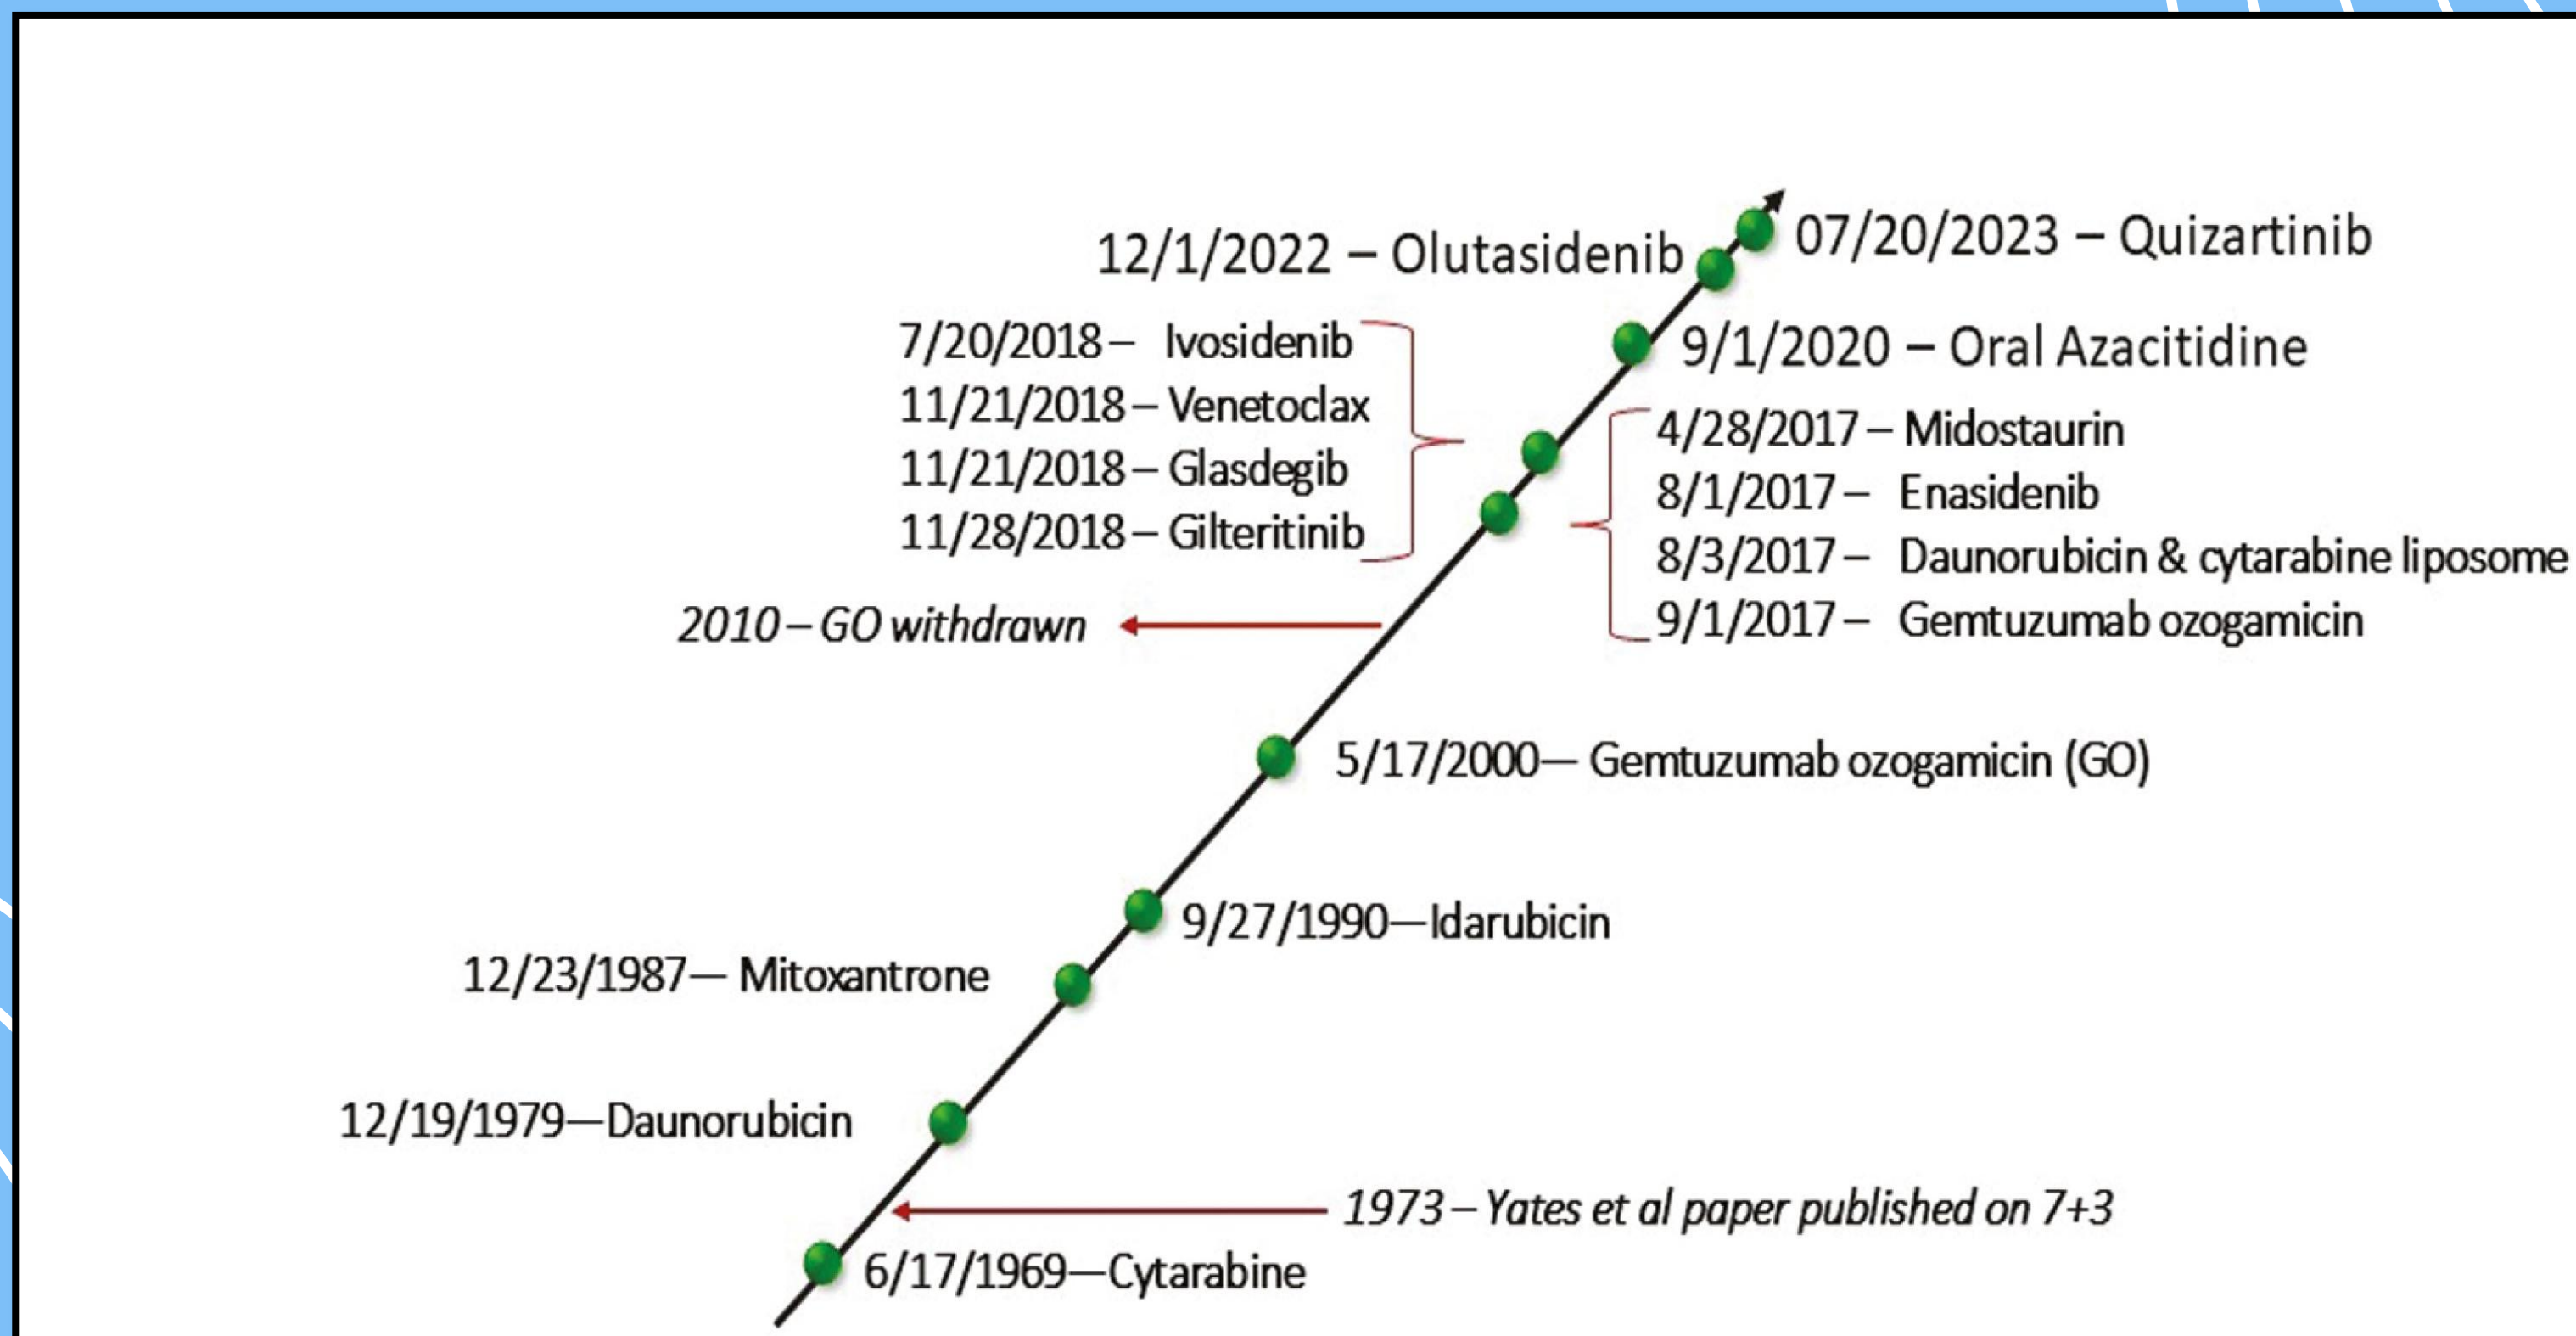 07/20/2023 – Quizartinib
12/1/2022 – Olutasidenib
9/1/2020 – Oral Azacitidine
7/20/2018 – Ivosidenib
11/21/2018 – Venetoclax
11/21/2018 – Glasdegib
11/28/2018 – Gilteritinib
4/28/2017 – Midostaurin
8/1/2017 – Enasidenib
8/3/2017 – Daunorubicin & cytarabine liposome
9/1/2017 – Gemtuzumab ozogamicin
2010 – GO withdrawn
5/17/2000— Gemtuzumab ozogamicin (GO)
9/27/1990—Idarubicin
12/23/1987— Mitoxantrone
12/19/1979—Daunorubicin
1973 – Yates et al paper published on 7+3
6/17/1969—Cytarabine